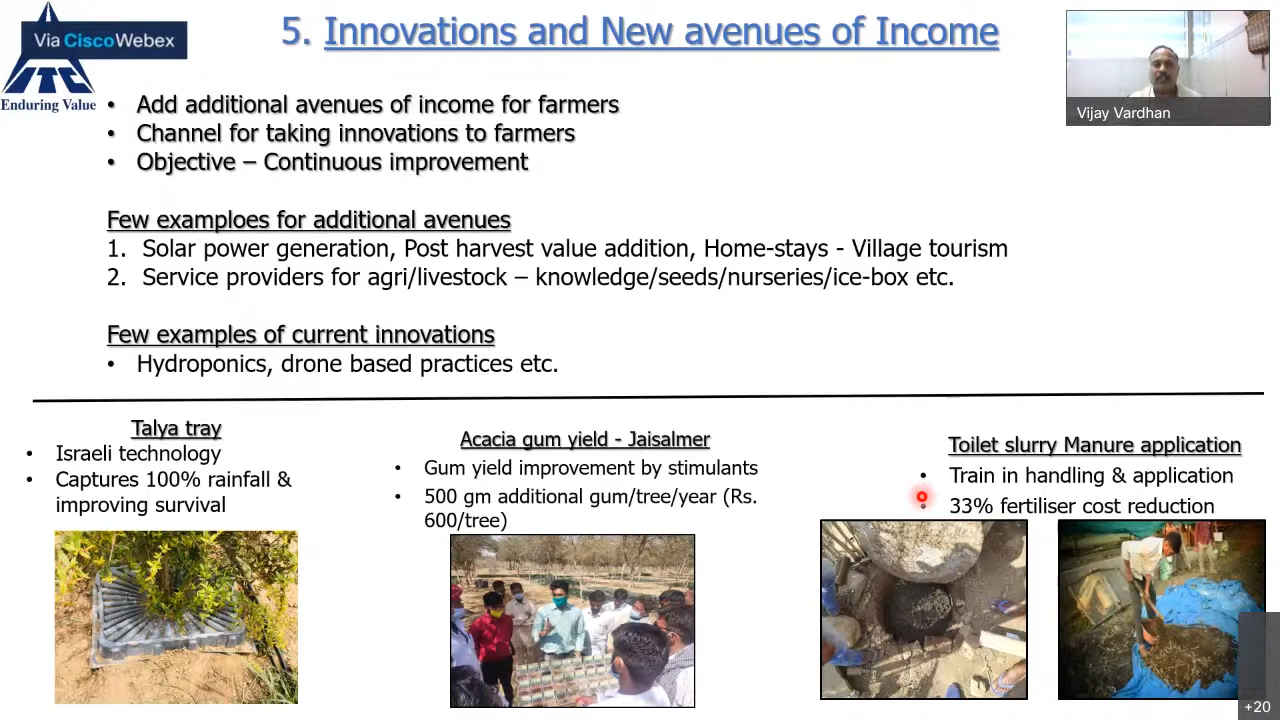 Via Cisco Webex
ITC
Enduring Value
5. Innovations and New avenues of Income
Vijay Vardhan
• Add additional avenues of income for farmers
• Channel for taking innovations to farmers
• Objective – Continuous improvement
Few examploes for additional avenues
1. Solar power generation, Post harvest value addition, Home-stays - Village tourism
2. Service providers for agri/livestock – knowledge/seeds/nurseries/ice-box etc.
Few examples of current innovations
• Hydroponics, drone based practices etc.
Talya tray
• Israeli technology
• Captures 100% rainfall &
improving survival
Acacia gum yield - Jaisalmer
• Gum yield improvement by stimulants
• 500 gm additional gum/tree/year (Rs.
600/tree)
Toilet slurry Manure application
• Train in handling & application
• 33% fertiliser cost reduction
+20